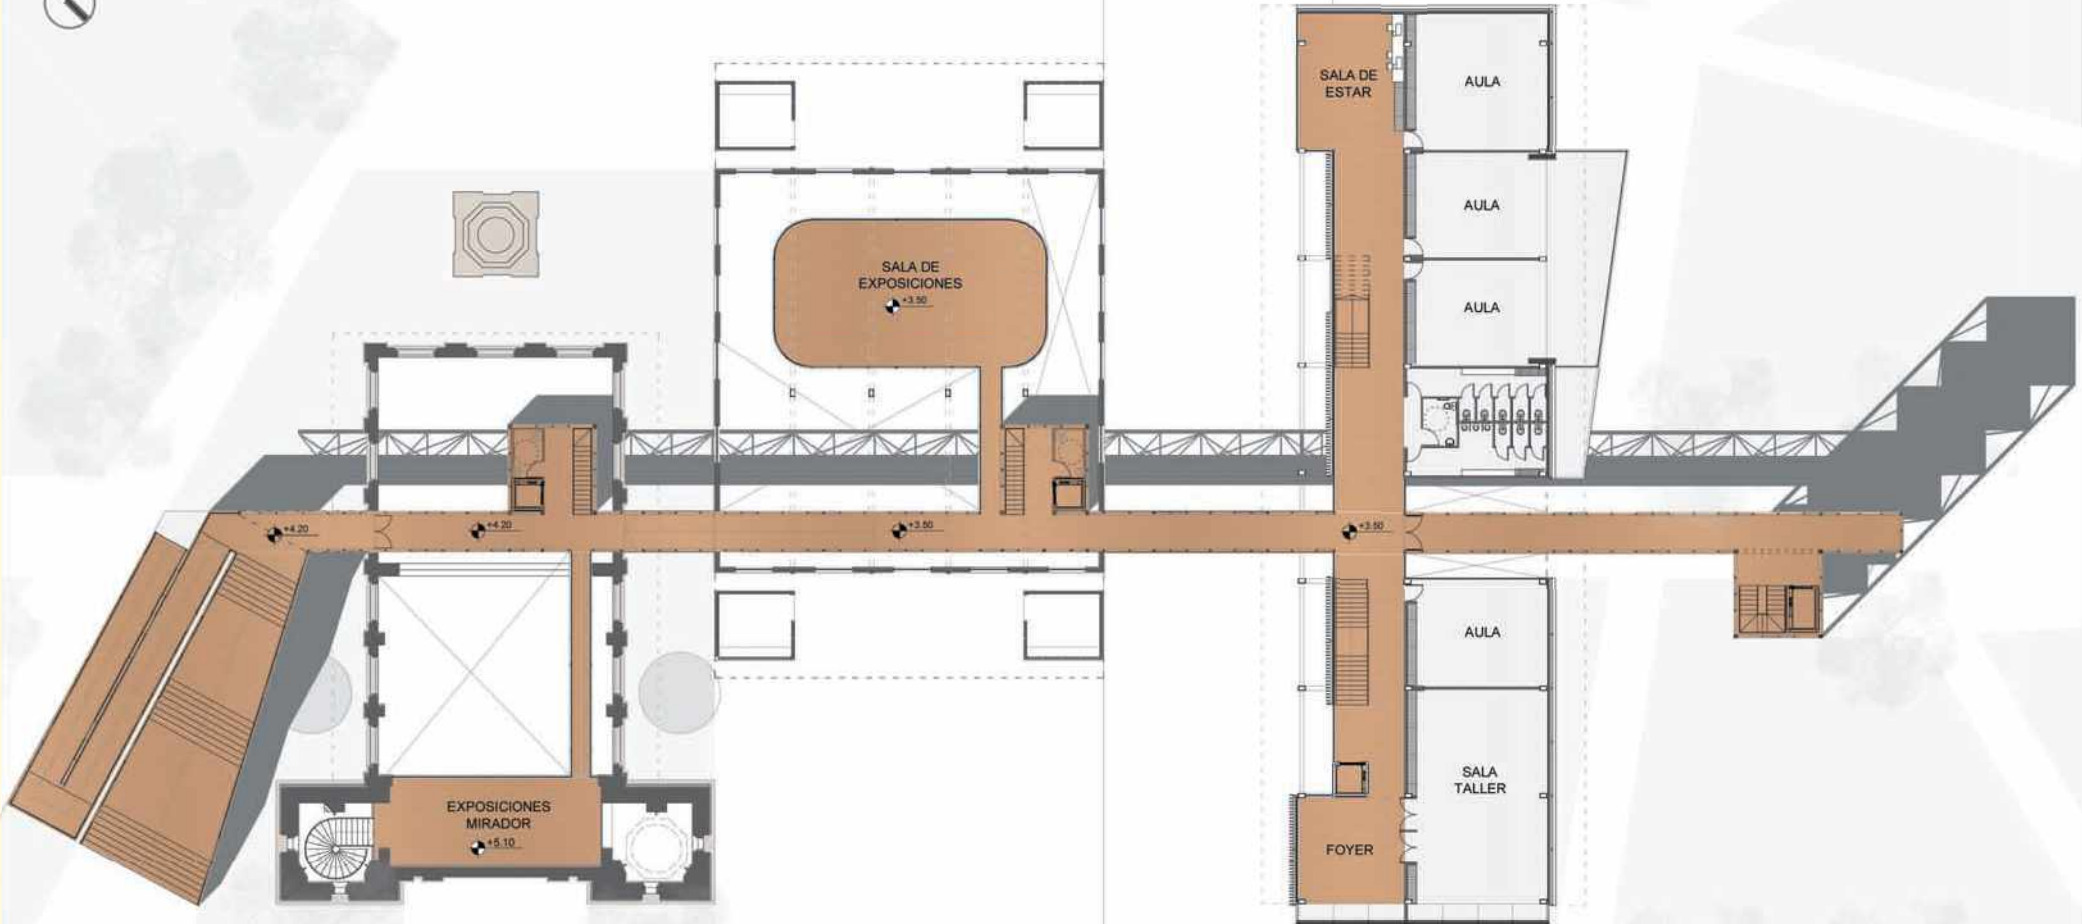 SALA DE
ESTAR
AULA
AULA
SALA DE
EXPOSICIONES
+3.50
AULA
+4.20
+4.20
+3.50
+3.50
AULA
SALA
TALLER
EXPOSICIONES
MIRADOR
+5.10
FOYER